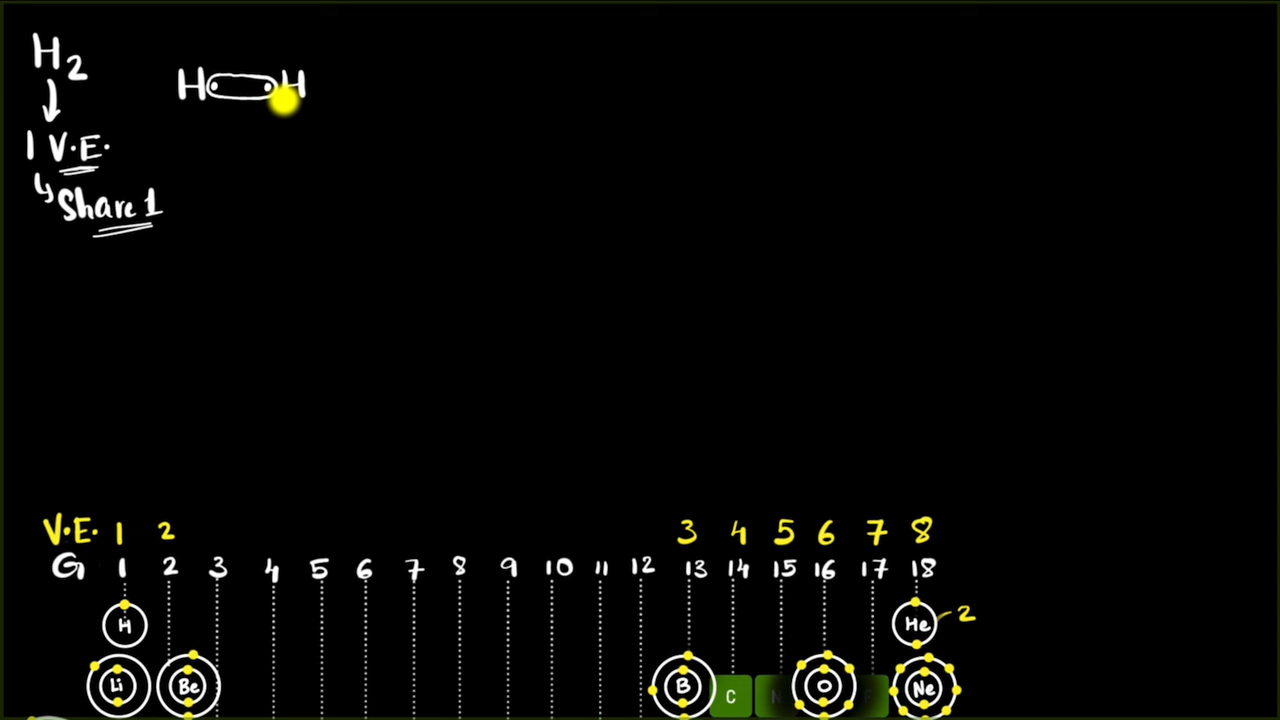 H2
H H
1 V.E.
Share 1
V.E. 1 2 3 4 5 6 7 8
G 1 2 3 4 5 6 7 8 9 10 11 12 13 14 15 16 17 18
H He 2
Li Be B C N O Ne